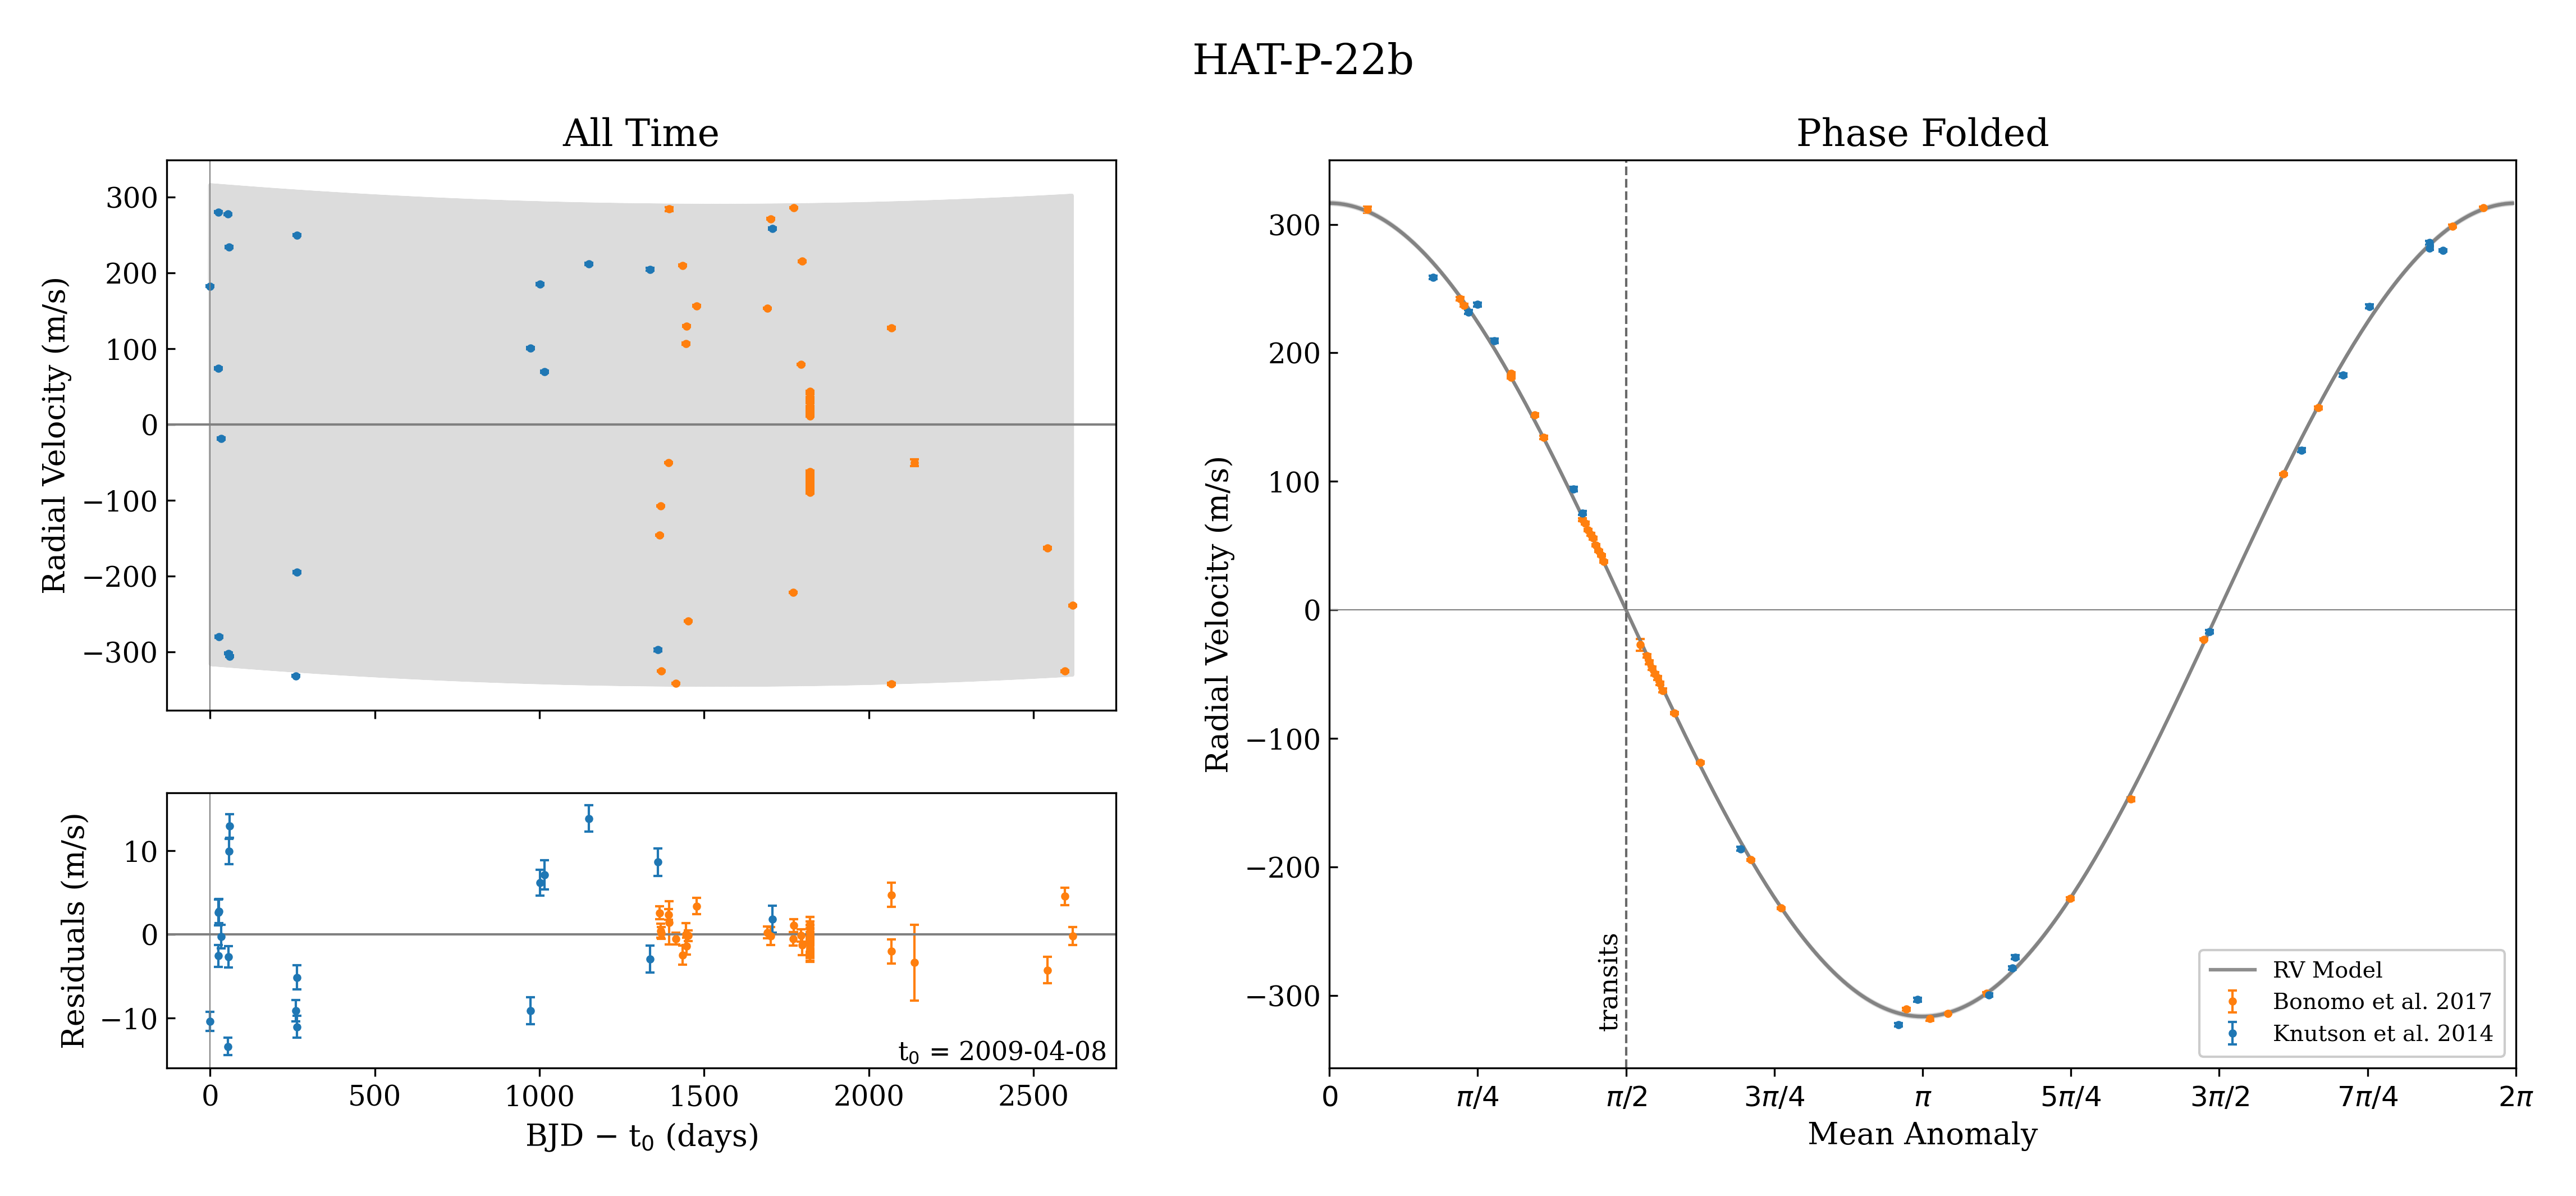 HAT-P-22b
All Time
Radial Velocity (m/s)
300
200
100
0
−100
−200
−300
Residuals (m/s)
10
0
−10
t₀ = 2009-04-08
0 500 1000 1500 2000 2500
BJD − t₀ (days)
Phase Folded
Radial Velocity (m/s)
300
200
100
0
−100
−200
−300
transits
RV Model
Bonomo et al. 2017
Knutson et al. 2014
0 π/4 π/2 3π/4 π 5π/4 3π/2 7π/4 2π
Mean Anomaly